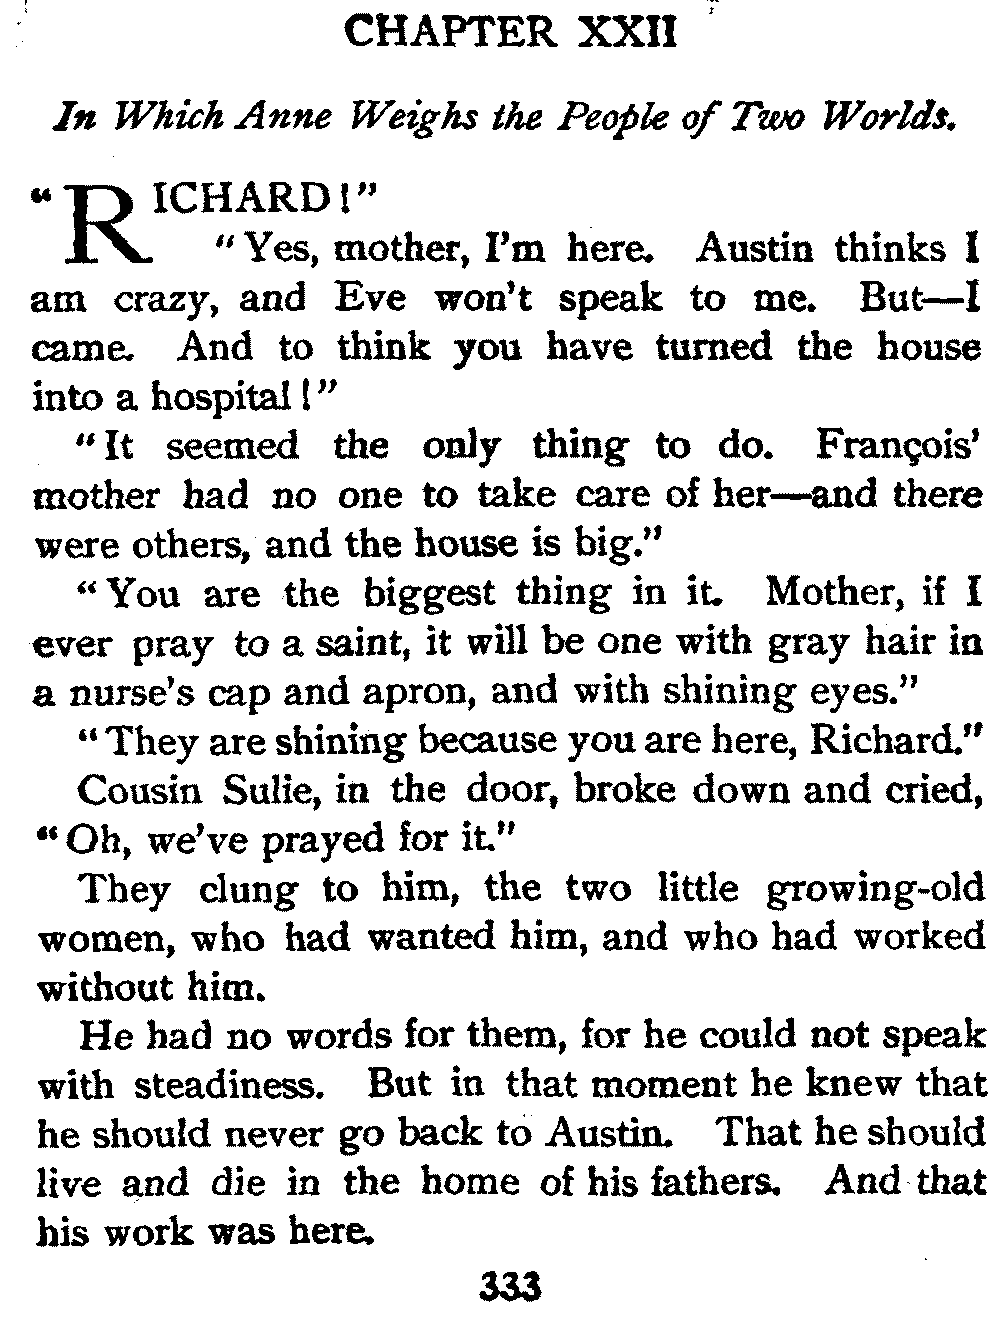 CHAPTER XXII
In Which Anne Weighs the People of Two Worlds.
"RICHARD!"
"Yes, mother, I'm here. Austin thinks I
am crazy, and Eve won't speak to me. But—I
came. And to think you have turned the house
into a hospital!"
"It seemed the only thing to do. François'
mother had no one to take care of her—and there
were others, and the house is big."
"You are the biggest thing in it. Mother, if I
ever pray to a saint, it will be one with gray hair in
a nurse's cap and apron, and with shining eyes."
"They are shining because you are here, Richard."
Cousin Sulie, in the door, broke down and cried,
"Oh, we've prayed for it."
They clung to him, the two little growing-old
women, who had wanted him, and who had worked
without him.
He had no words for them, for he could not speak
with steadiness. But in that moment he knew that
he should never go back to Austin. That he should
live and die in the home of his fathers. And that
his work was here.
333